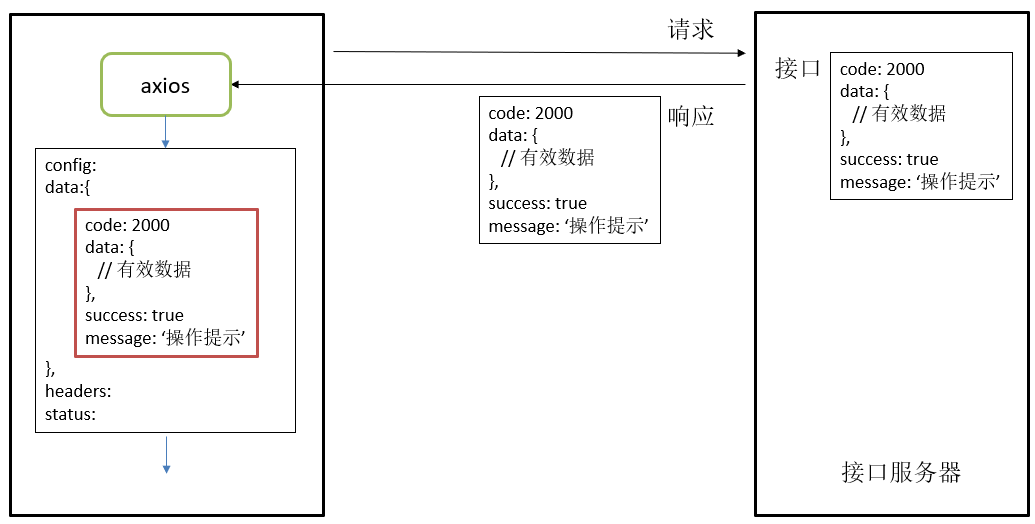 axios
config:
data:{
code: 2000
data: {
// 有效数据
},
success: true
message: ‘操作提示’
},
headers:
status:
请求
响应
code: 2000
data: {
// 有效数据
},
success: true
message: ‘操作提示’
接口
code: 2000
data: {
// 有效数据
},
success: true
message: ‘操作提示’
接口服务器